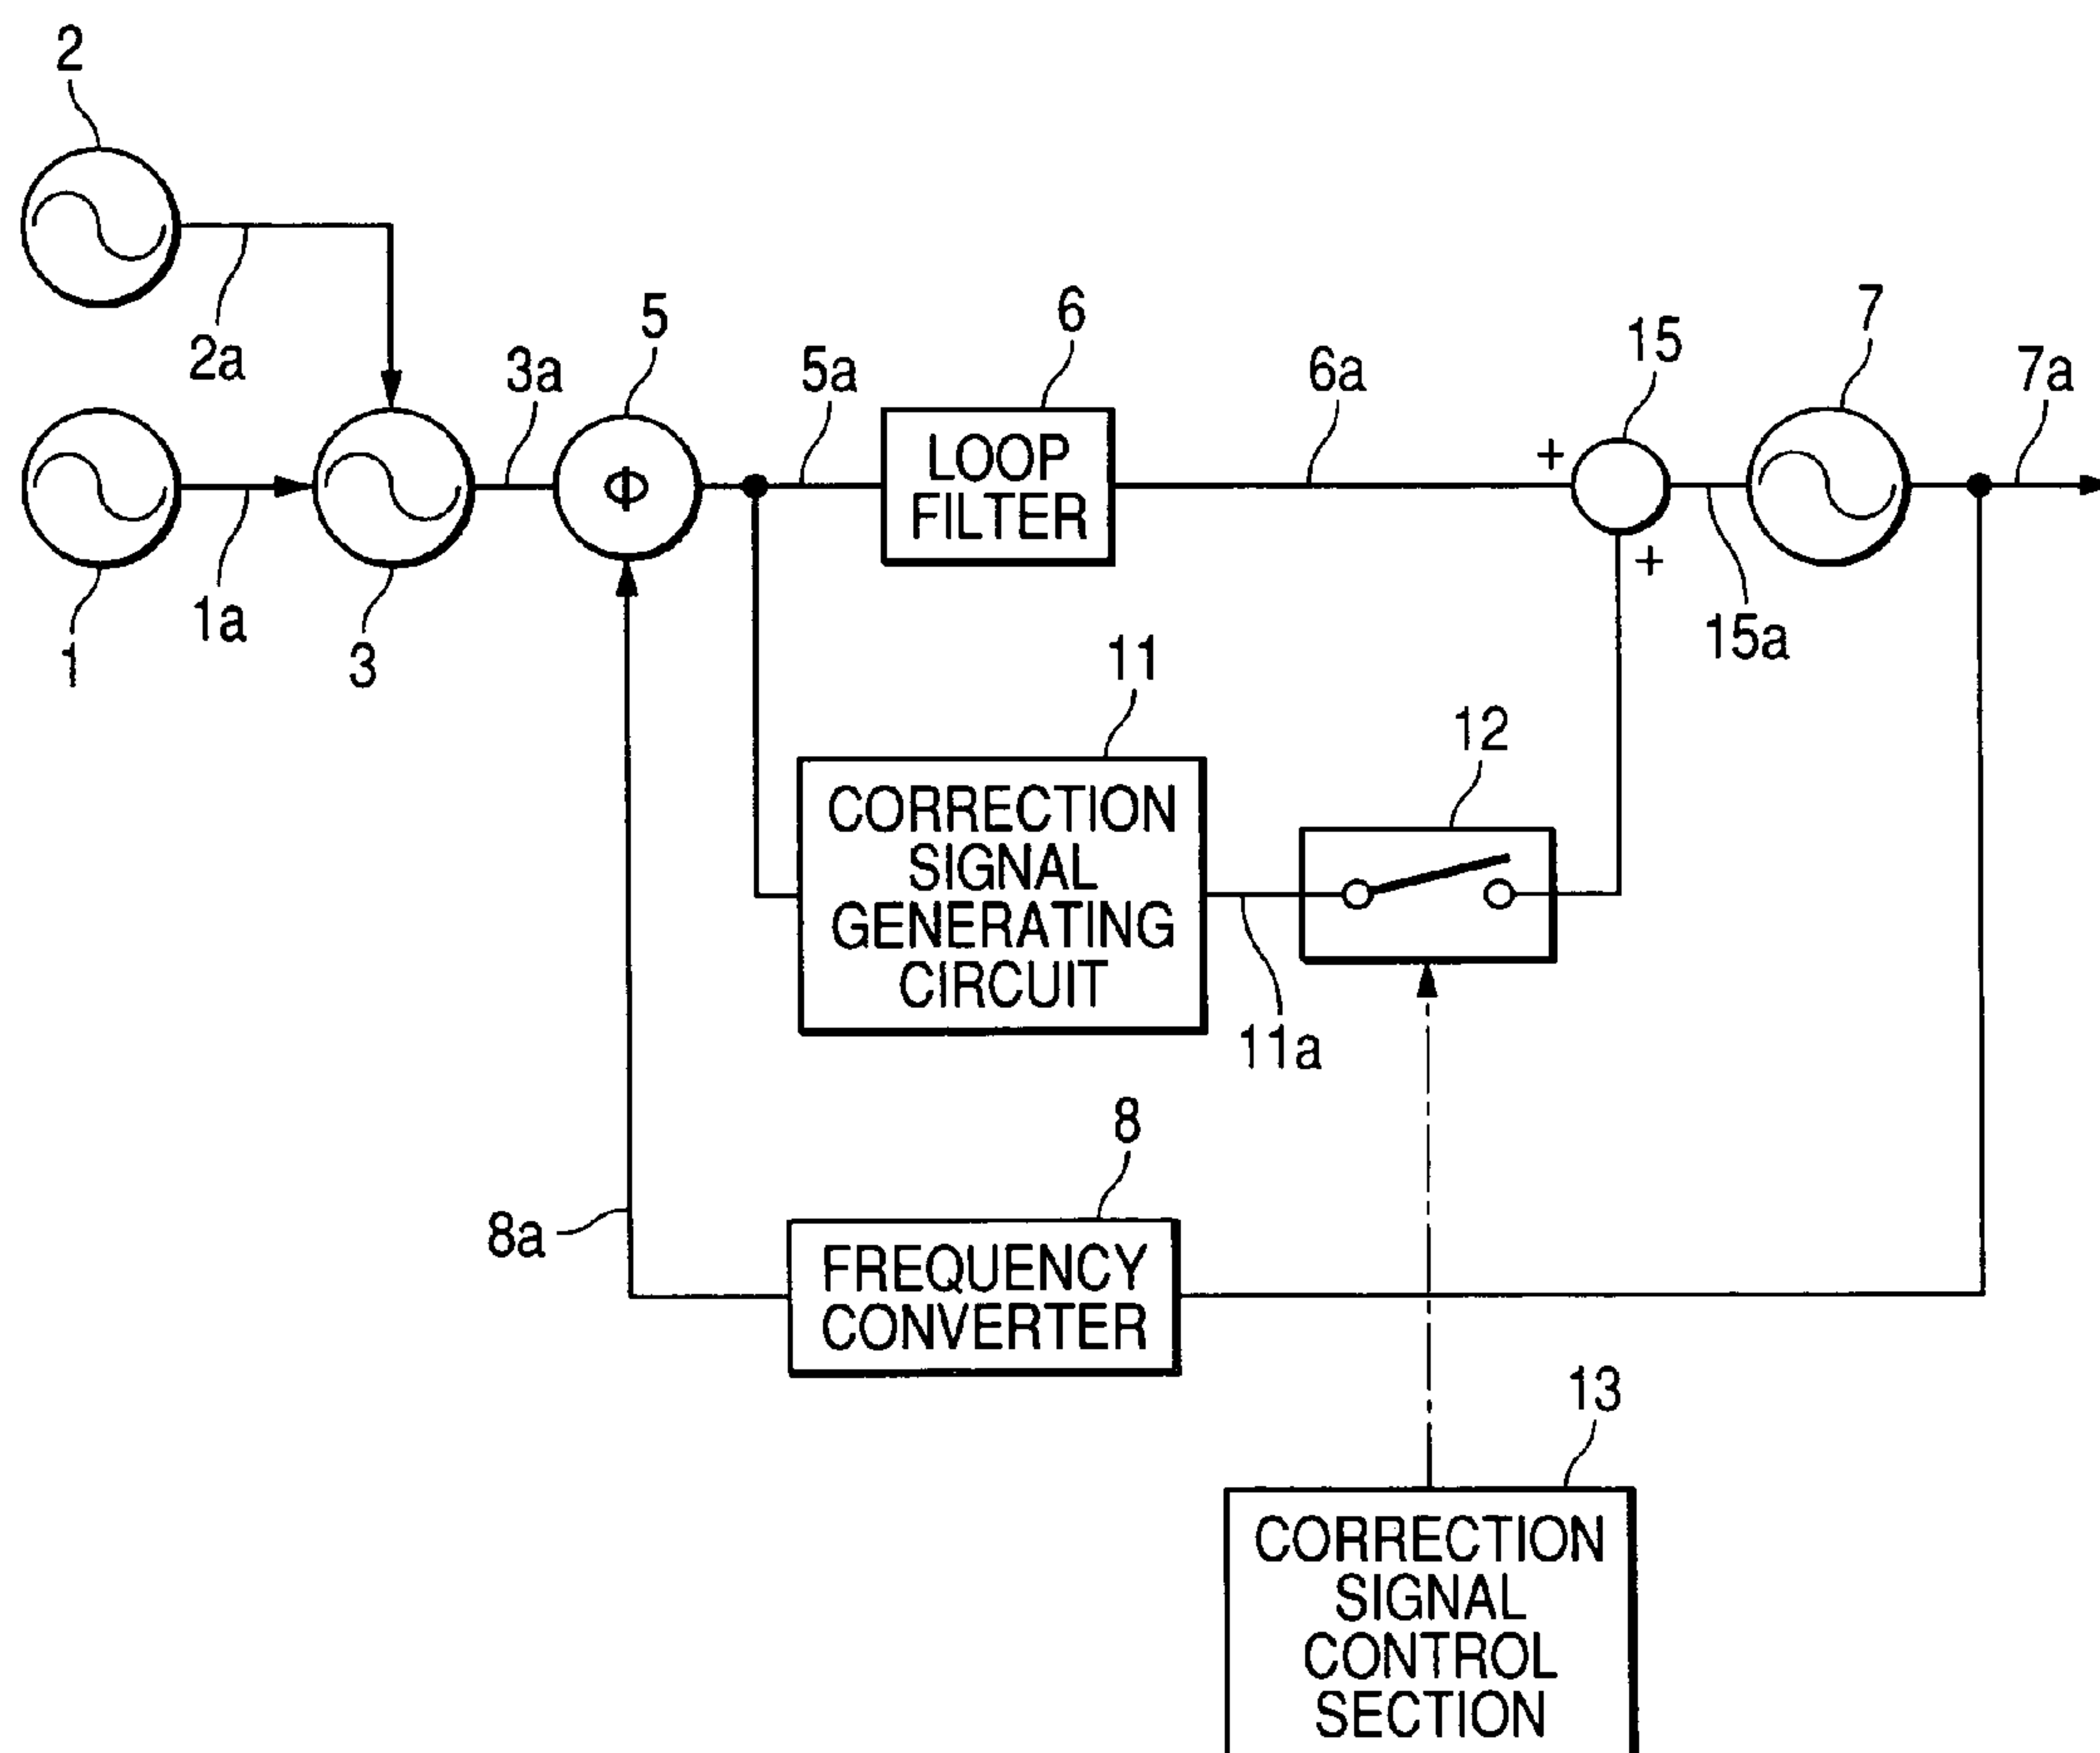 2
2a
1
1a
3
3a
5
Φ
5a
6
LOOP
FILTER
6a
15
+
+
15a
7
7a
11
CORRECTION
SIGNAL
GENERATING
CIRCUIT
11a
12
8
FREQUENCY
CONVERTER
8a
13
CORRECTION
SIGNAL
CONTROL
SECTION